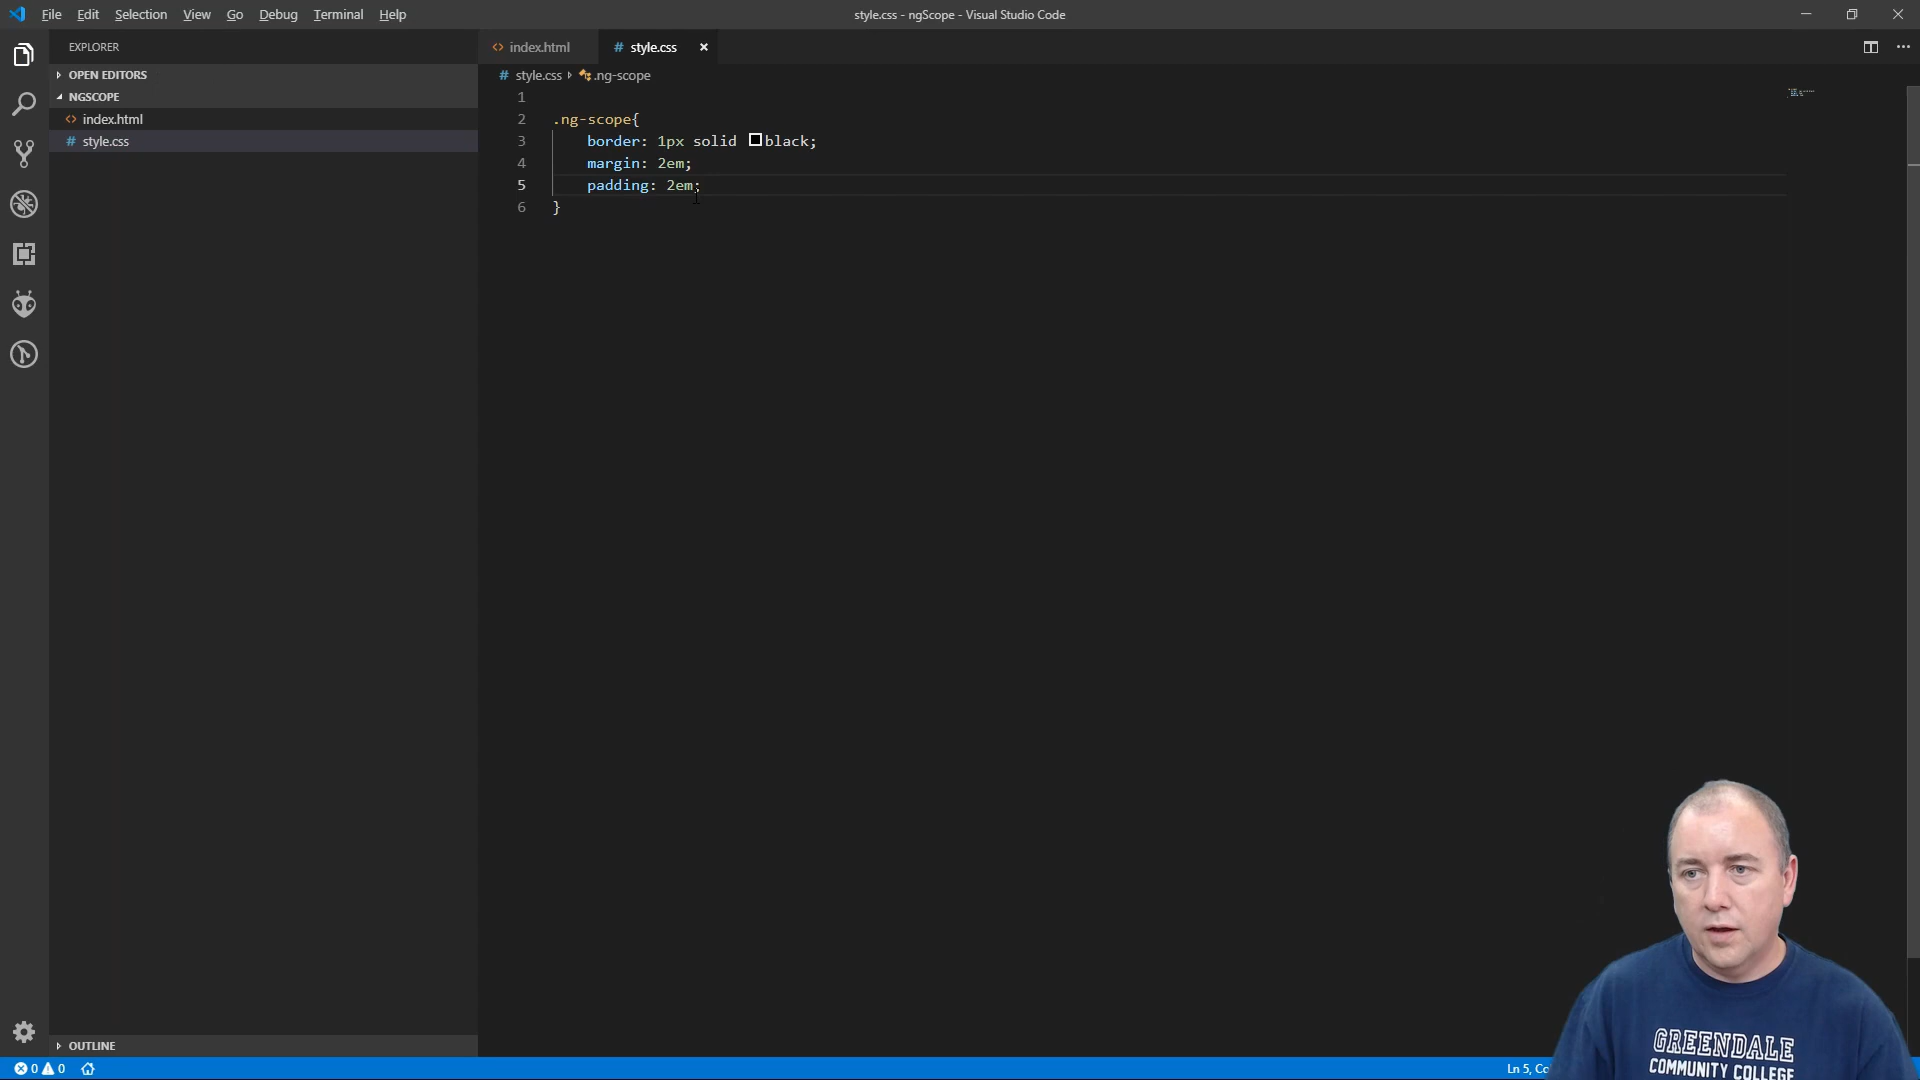 File Edit Selection View Go Debug Terminal Help
style.css - ngScope - Visual Studio Code
EXPLORER
OPEN EDITORS
NGSCOPE
index.html
style.css
OUTLINE
index.html
style.css
style.css .ng-scope
1
2 .ng-scope{
3 border: 1px solid black;
4 margin: 2em;
5 padding: 2em;
6 }
0 0
Ln 5, Co
GREENDALE
COMMUNITY COLLEGE